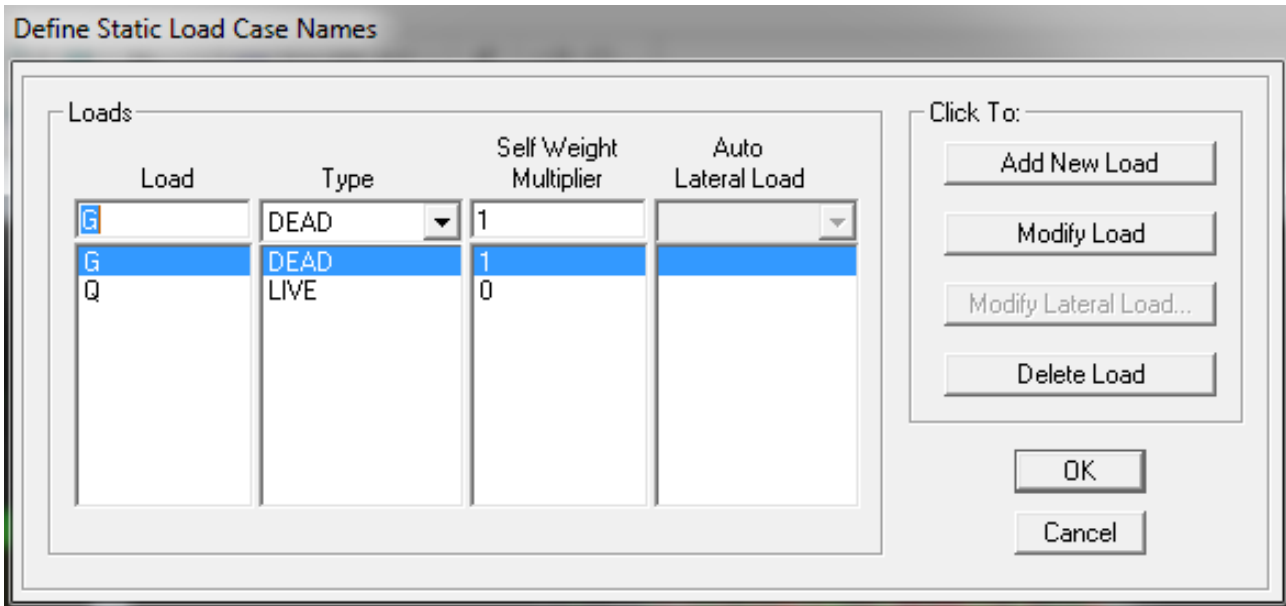 Define Static Load Case Names
Loads
Load Type Self Weight Multiplier Auto Lateral Load
G DEAD 1
G DEAD 1
Q LIVE 0
Click To:
Add New Load
Modify Load
Modify Lateral Load...
Delete Load
OK
Cancel